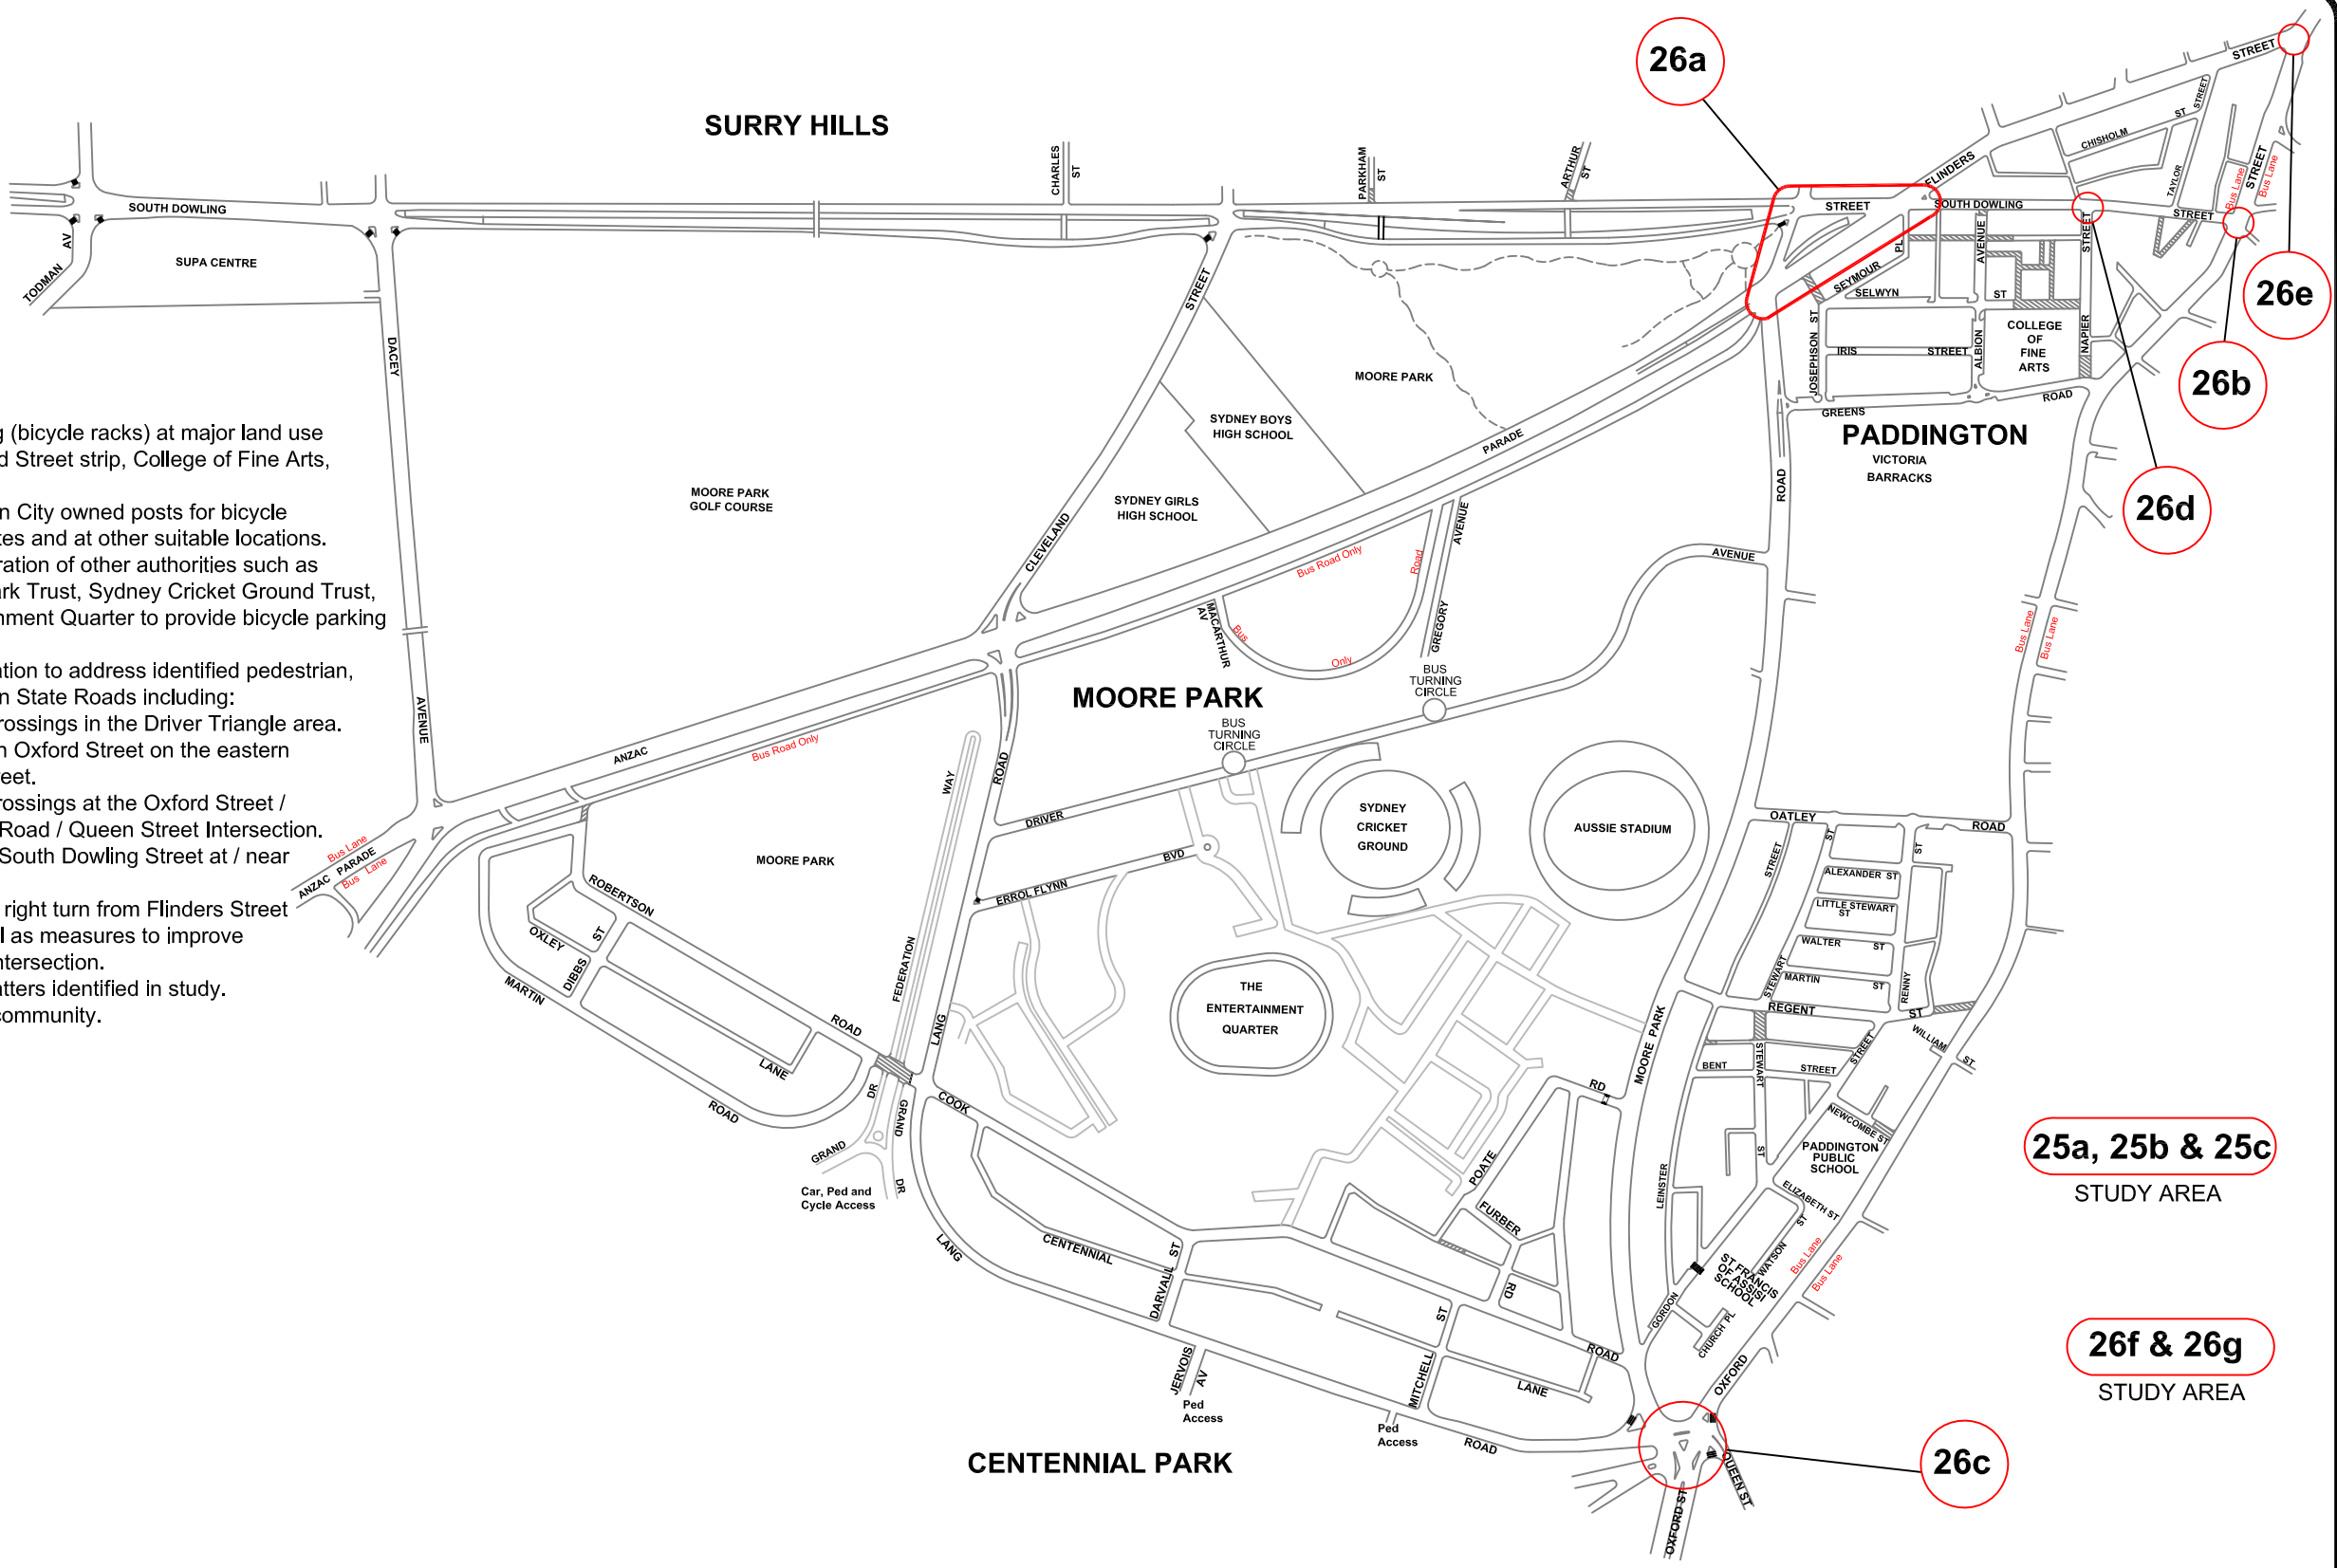 26a
SURRY HILLS
STREET
STREET
CHISHOLM
ST
TAYLOR
STREET
Bus Lane
Bus Lane
FLINDERS
CHARLES
ST
PARKHAM
ST
ARTHUR
ST
SOUTH DOWLING
STREET
SOUTH DOWLING
STREET
STREET
AV
TODMAN
SUPA CENTRE
26e
PL
AVENUE
SEYMOUR
SELWYN
ST
COLLEGE
OF
FINE
ARTS
NAPIER
IRIS
STREET
ALBION
JOSEPHSON
ST
GREENS
ROAD
26b
DACEY
STREET
MOORE PARK
SYDNEY BOYS
HIGH SCHOOL
PARADE
PADDINGTON
VICTORIA
BARRACKS
g (bicycle racks) at major land use
d Street strip, College of Fine Arts,
MOORE PARK
GOLF COURSE
SYDNEY GIRLS
HIGH SCHOOL
ROAD
26d
n City owned posts for bicycle
tes and at other suitable locations.
ration of other authorities such as
ark Trust, Sydney Cricket Ground Trust,
nment Quarter to provide bicycle parking
CLEVELAND
AVENUE
Bus Road Only
Road
AVENUE
MACARTHUR
AV
Bus
Only
GREGORY
Bus Lane
Bus Lane
ation to address identified pedestrian,
n State Roads including:
rossings in the Driver Triangle area.
n Oxford Street on the eastern
reet.
rossings at the Oxford Street /
Road / Queen Street Intersection.
South Dowling Street at / near
right turn from Flinders Street
l as measures to improve
ntersection.
atters identified in study.
community.
AVENUE
MOORE PARK
BUS
TURNING
CIRCLE
BUS
TURNING
CIRCLE
ANZAC
Bus Road Only
WAY
ROAD
DRIVER
SYDNEY
CRICKET
GROUND
AUSSIE STADIUM
OATLEY
ROAD
Bus Lane
ANZAC PARADE
Bus Lane
MOORE PARK
BVD
ERROL FLYNN
STREET
ST
ST
ALEXANDER ST
LITTLE STEWART
ST
WALTER
ST
STEWART
MARTIN
ST
RENNY
REGENT
ST
ROBERTSON
OXLEY
ST
DIBBS
MARTIN
FEDERATION
THE
ENTERTAINMENT
QUARTER
LANG
ROAD
LANE
ROAD
MOORE PARK
WILLIAM
ST
BENT
STREET
STREET
STEWART
ST
DR
GRAND
COOK
RD
NEWCOMBE ST
PADDINGTON
PUBLIC
SCHOOL
25a, 25b & 25c
STUDY AREA
GRAND
DR
Car, Ped and
Cycle Access
POATE
LEINSTER
ELIZABETH ST
FURBER
ST
WATSON
Bus Lane
Bus Lane
LANG
CENTENNIAL
ST
DARVALL
RD
ST FRANCIS
OF ASSISI
SCHOOL
GORDON
CHURCH PL
26f & 26g
STUDY AREA
ST
MITCHELL
ROAD
JERVOIS
AV
Ped
Access
LANE
OXFORD
Ped
Access
ROAD
CENTENNIAL PARK
26c
QUEEN ST
OXFORD ST